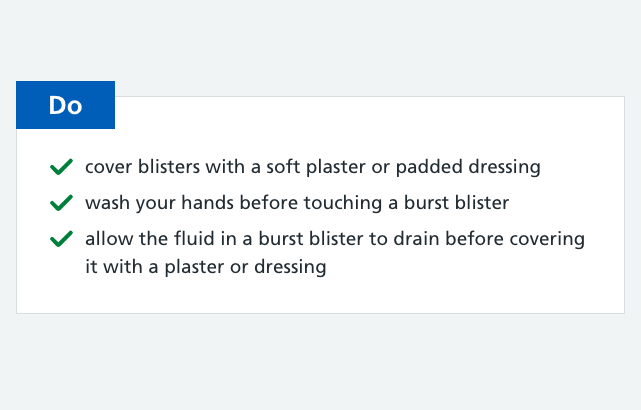 Do
cover blisters with a soft plaster or padded dressing
wash your hands before touching a burst blister
allow the fluid in a burst blister to drain before covering
it with a plaster or dressing